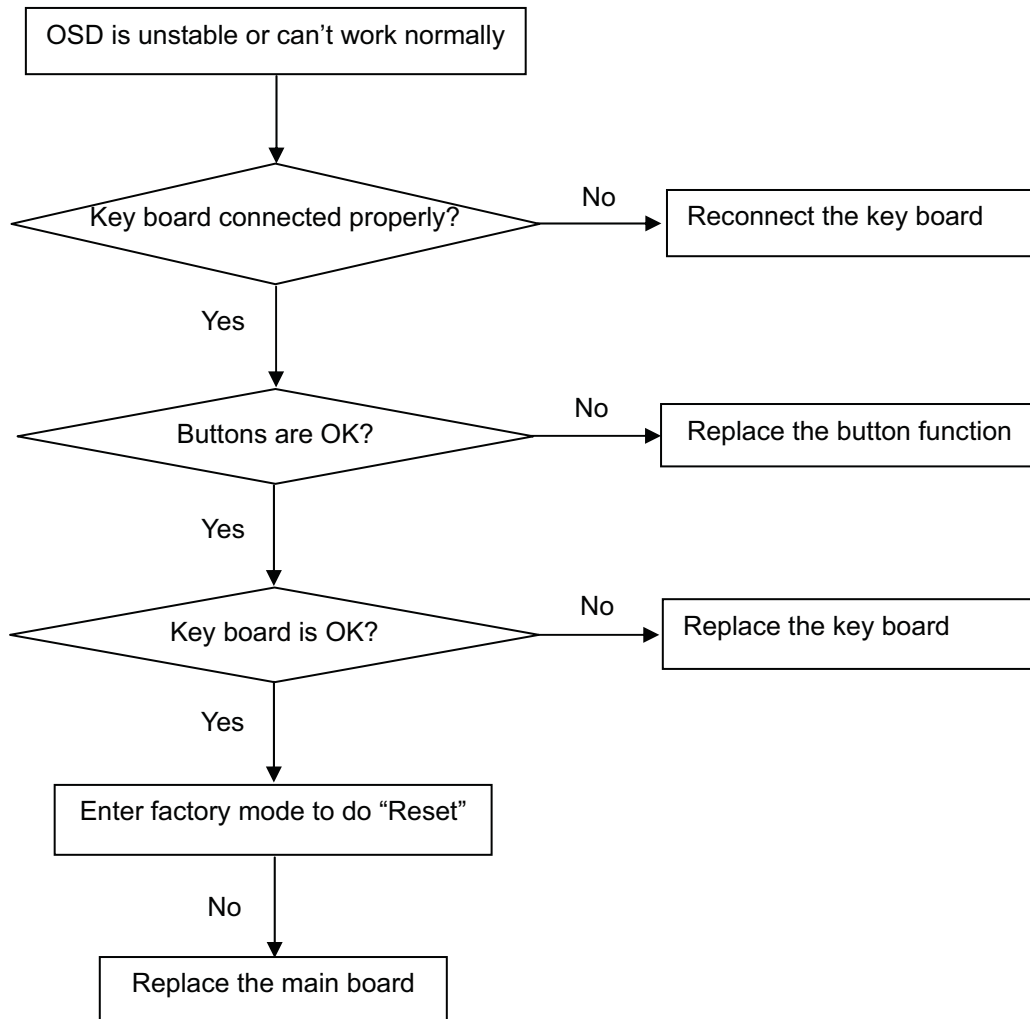 OSD is unstable or can’t work normally
Key board connected properly?
No
Reconnect the key board
Yes
Buttons are OK?
No
Replace the button function
Yes
Key board is OK?
No
Replace the key board
Yes
Enter factory mode to do “Reset”
No
Replace the main board